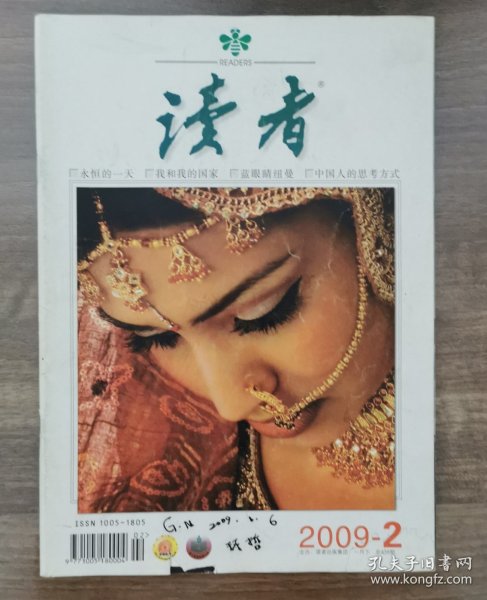 READERS
读者
®
永恒的一天 我和我的国家 蓝眼睛纽曼 中国人的思考方式
ISSN 1005-1805
02
9771005180004
G.N 2009.1.6
2009-2
孔夫子旧书网
www.kongfz.com